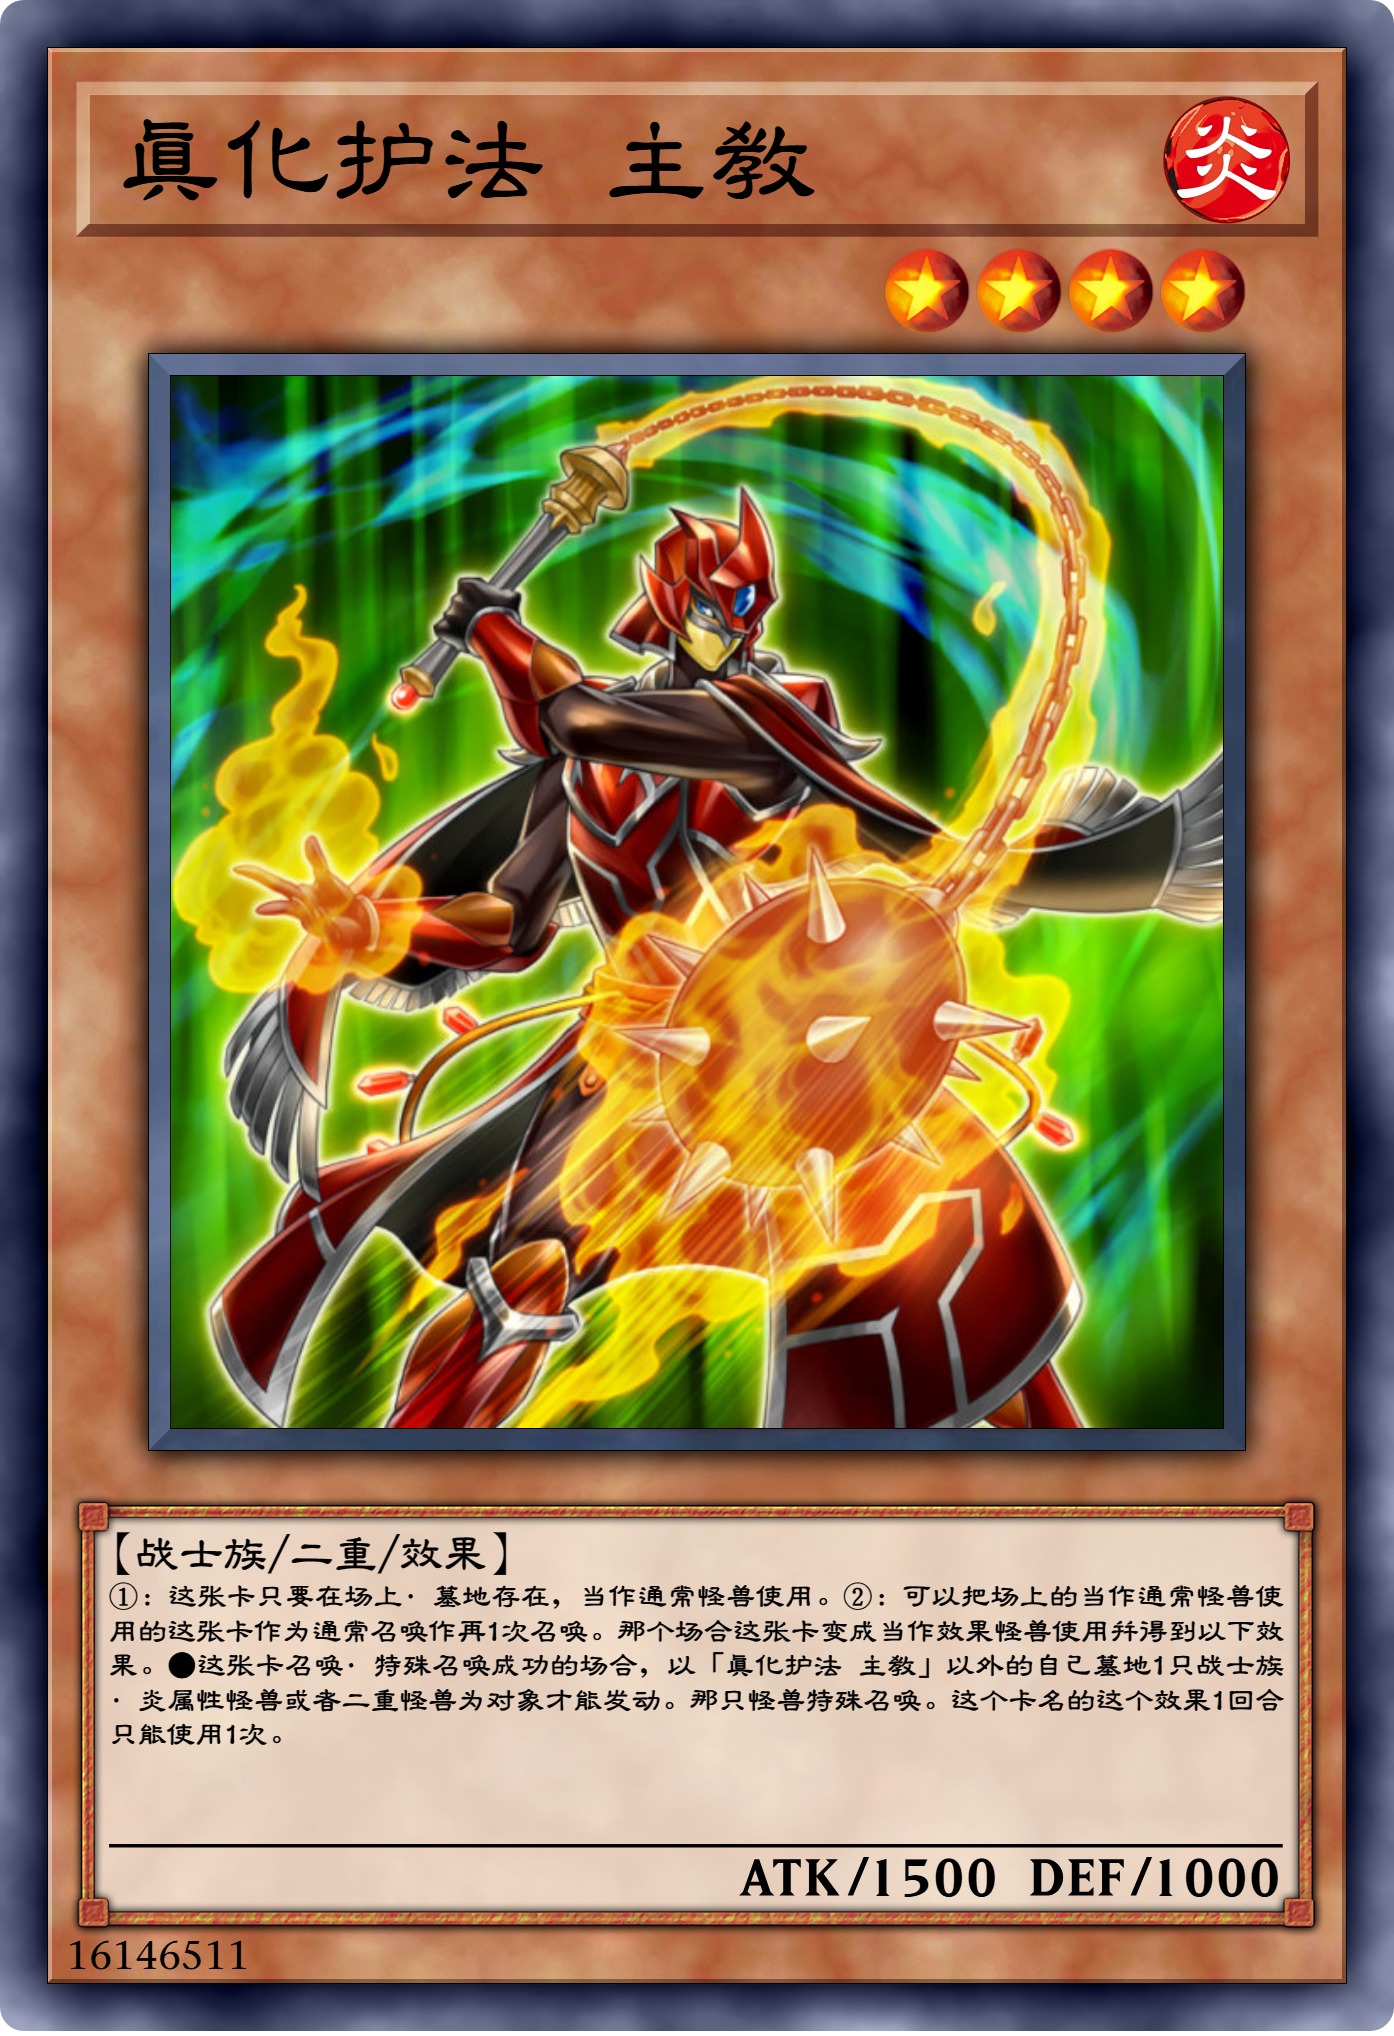 眞化护法 主教
炎
【战士族/二重/效果】
①：这张卡只要在场上·墓地存在，当作通常怪兽使用。②：可以把场上的当作通常怪兽使
用的这张卡作为通常召唤作再1次召唤。那个场合这张卡变成当作效果怪兽使用并得到以下效
果。●这张卡召唤·特殊召唤成功的场合，以「眞化护法 主教」以外的自己墓地1只战士族
·炎属性怪兽或者二重怪兽为对象才能发动。那只怪兽特殊召唤。这个卡名的这个效果1回合
只能使用1次。
ATK/1500 DEF/1000
16146511